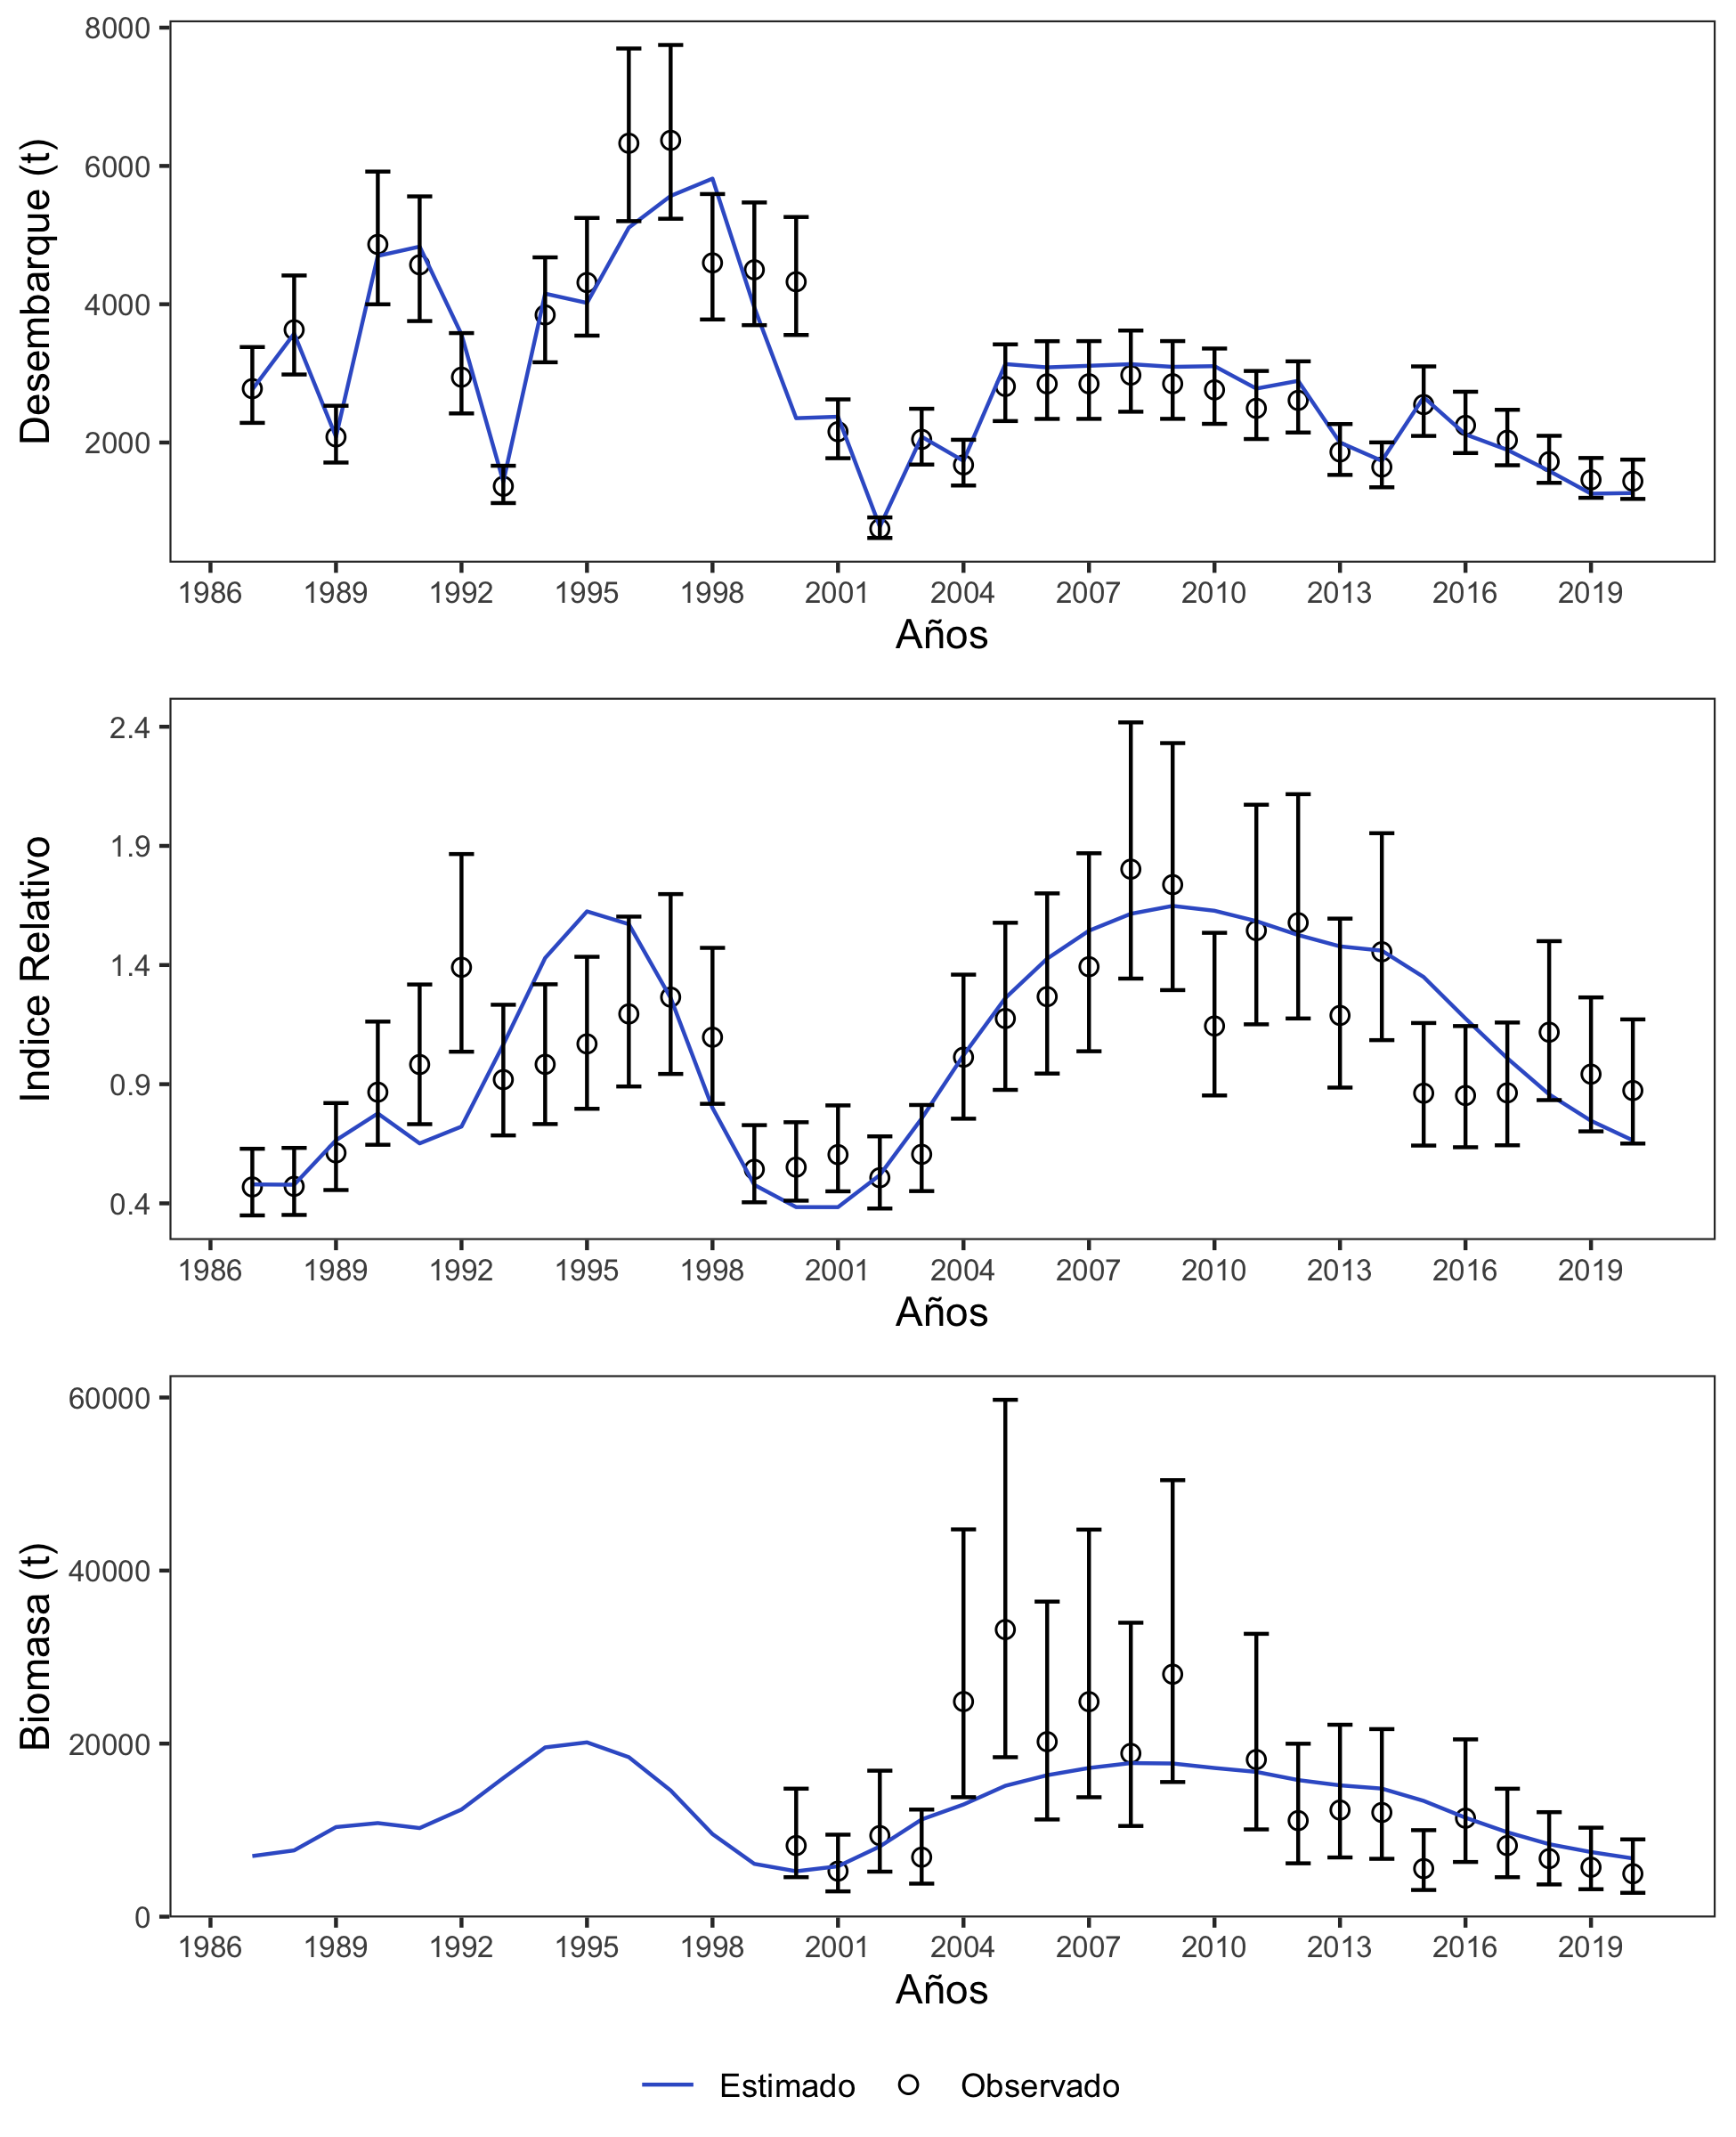 Desembarque (t)
8000
6000
4000
2000
1986 1989 1992 1995 1998 2001 2004 2007 2010 2013 2016 2019
Años
Indice Relativo
2.4
1.9
1.4
0.9
0.4
1986 1989 1992 1995 1998 2001 2004 2007 2010 2013 2016 2019
Años
Biomasa (t)
60000
40000
20000
0
1986 1989 1992 1995 1998 2001 2004 2007 2010 2013 2016 2019
Años
Estimado Observado